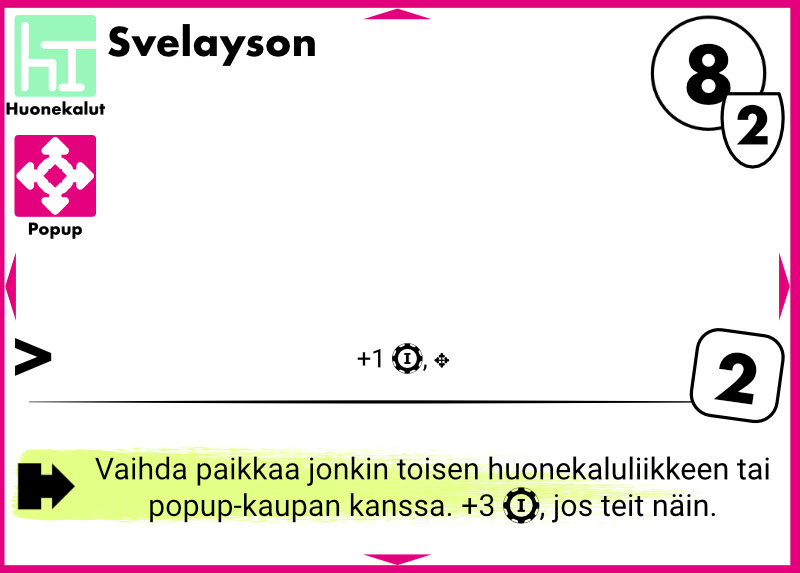 Svelayson
8
2
Huonekalut
Popup
>
+1 I,
2
Vaihda paikkaa jonkin toisen huonekaluliikkeen tai
popup-kaupan kanssa. +3 I, jos teit näin.